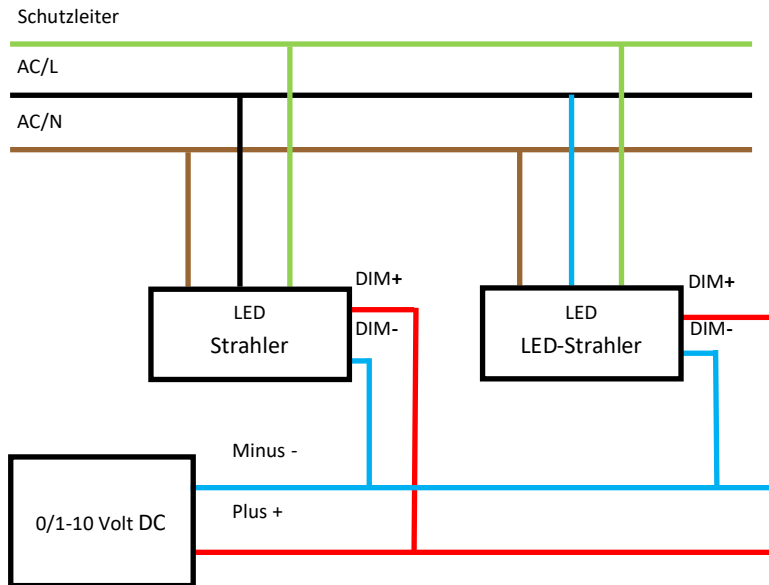 Schutzleiter
AC/L
AC/N
DIM+
LED
Strahler
DIM-
DIM+
LED
LED-Strahler
DIM-
Minus -
0/1-10 Volt DC
Plus +